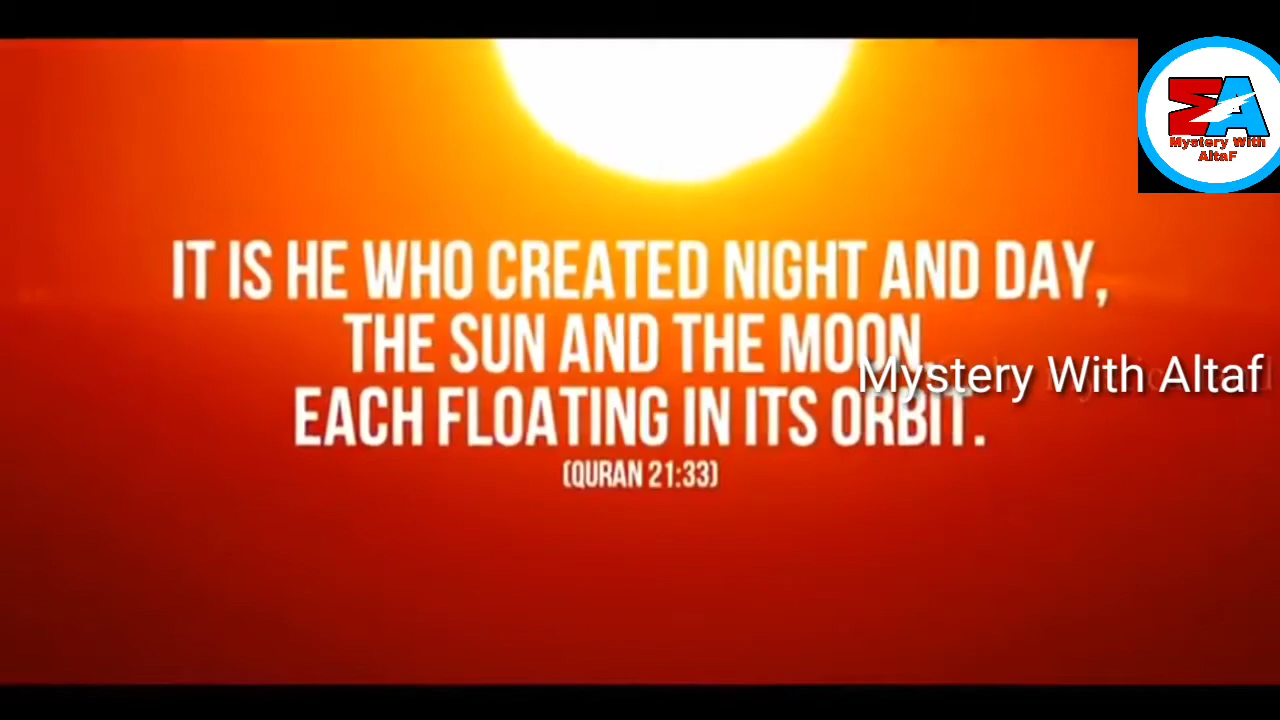 IT IS HE WHO CREATED NIGHT AND DAY,
THE SUN AND THE MOON,
EACH FLOATING IN ITS ORBIT.
(QURAN 21:33)
Mystery With Altaf
MA
Mystery With
AltaF